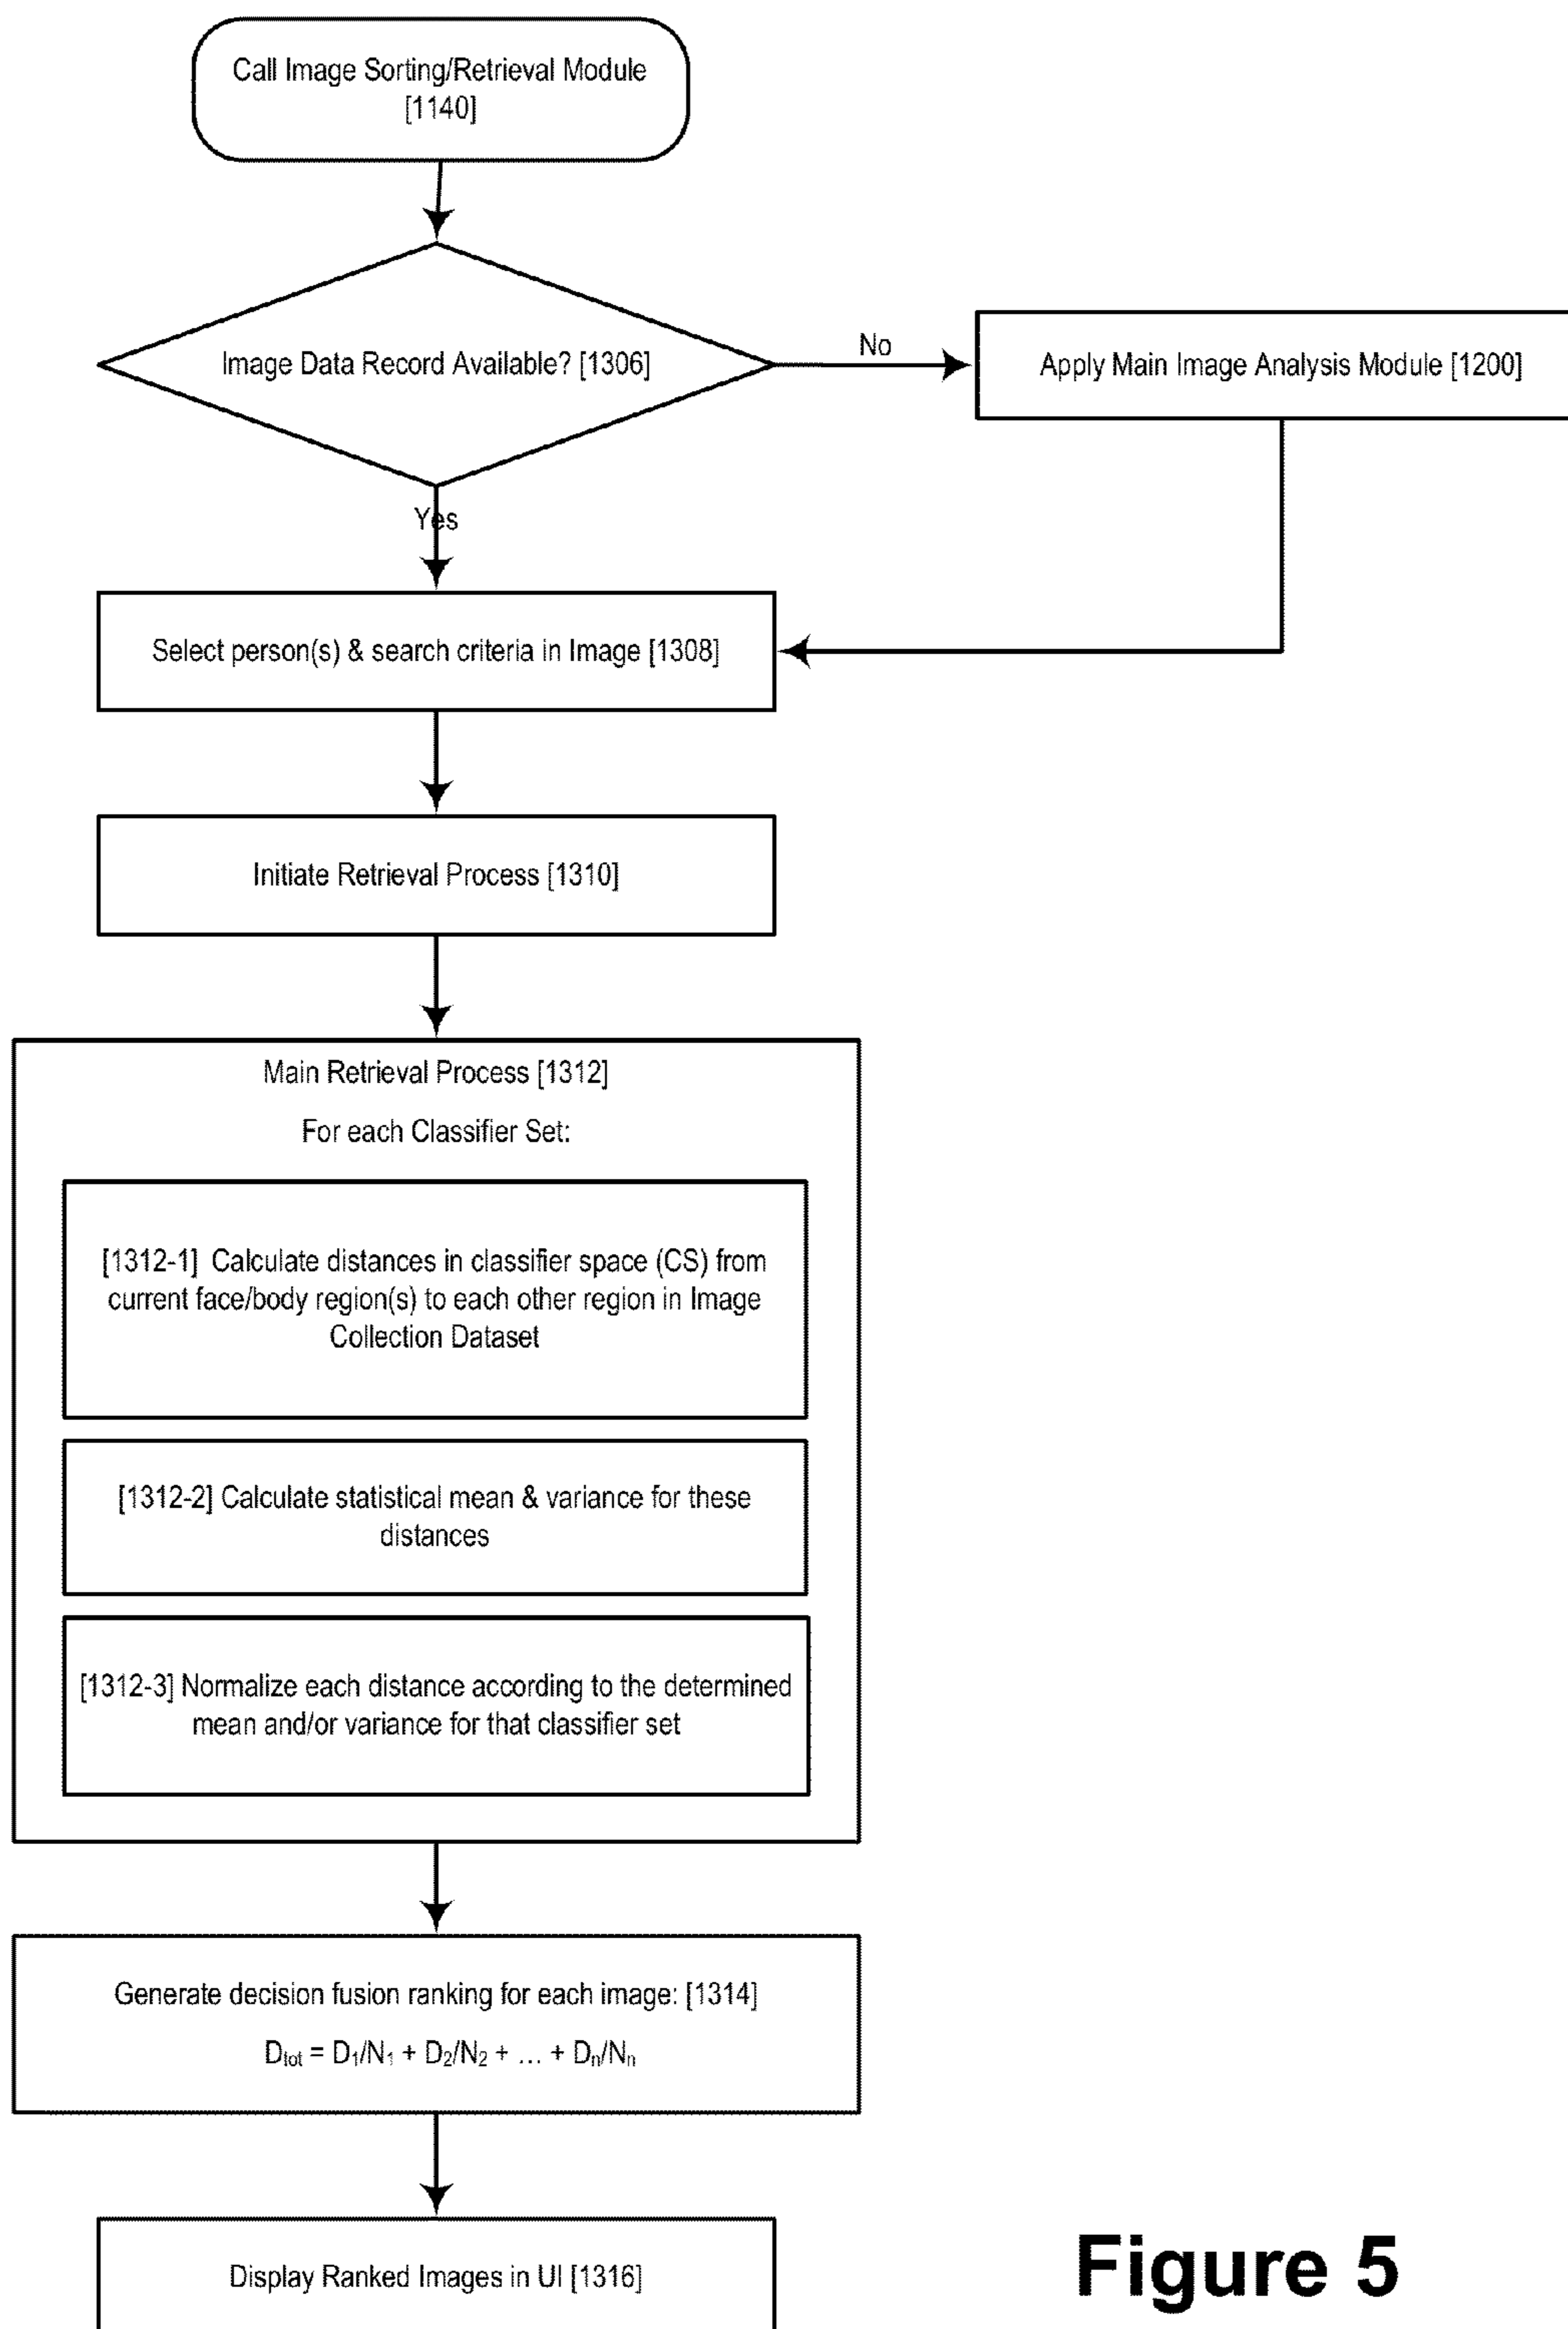 Call Image Sorting/Retrieval Module
[1140]
Image Data Record Available? [1306]
No
Apply Main Image Analysis Module [1200]
Yes
Select person(s) & search criteria in Image [1308]
Initiate Retrieval Process [1310]
Main Retrieval Process [1312]
For each Classifier Set:
[1312-1] Calculate distances in classifier space (CS) from
current face/body region(s) to each other region in Image
Collection Dataset
[1312-2] Calculate statistical mean & variance for these
distances
[1312-3] Normalize each distance according to the determined
mean and/or variance for that classifier set
Generate decision fusion ranking for each image: [1314]
D_tot = D₁/N₁ + D₂/N₂ + ... + Dₙ/Nₙ
Display Ranked Images in UI [1316]
Figure 5